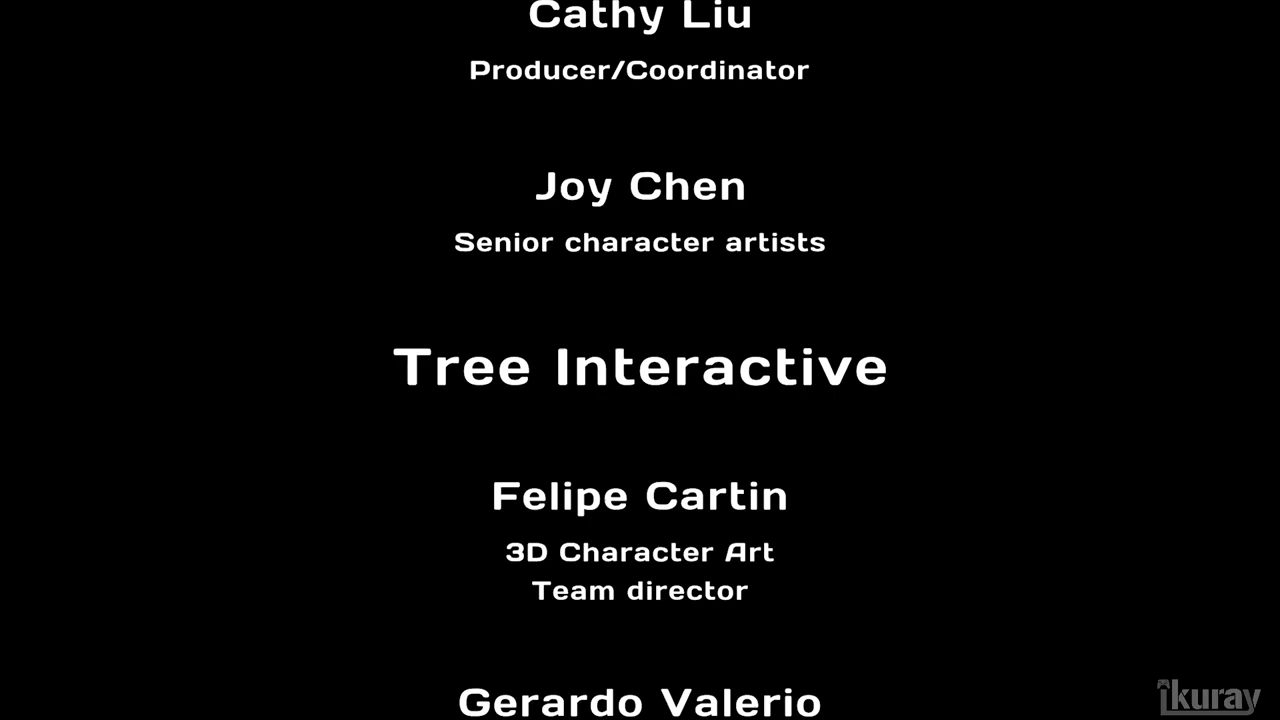 Cathy Liu
Producer/Coordinator
Joy Chen
Senior character artists
Tree Interactive
Felipe Cartin
3D Character Art
Team director
Gerardo Valerio
ikuray